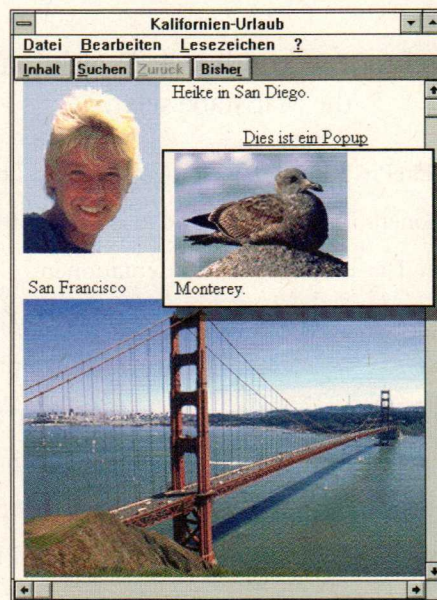 Kalifornien-Urlaub
Datei Bearbeiten Lesezeichen ?
Inhalt Suchen Zurück Bisher
Heike in San Diego.
Dies ist ein Popup
Monterey.
San Francisco